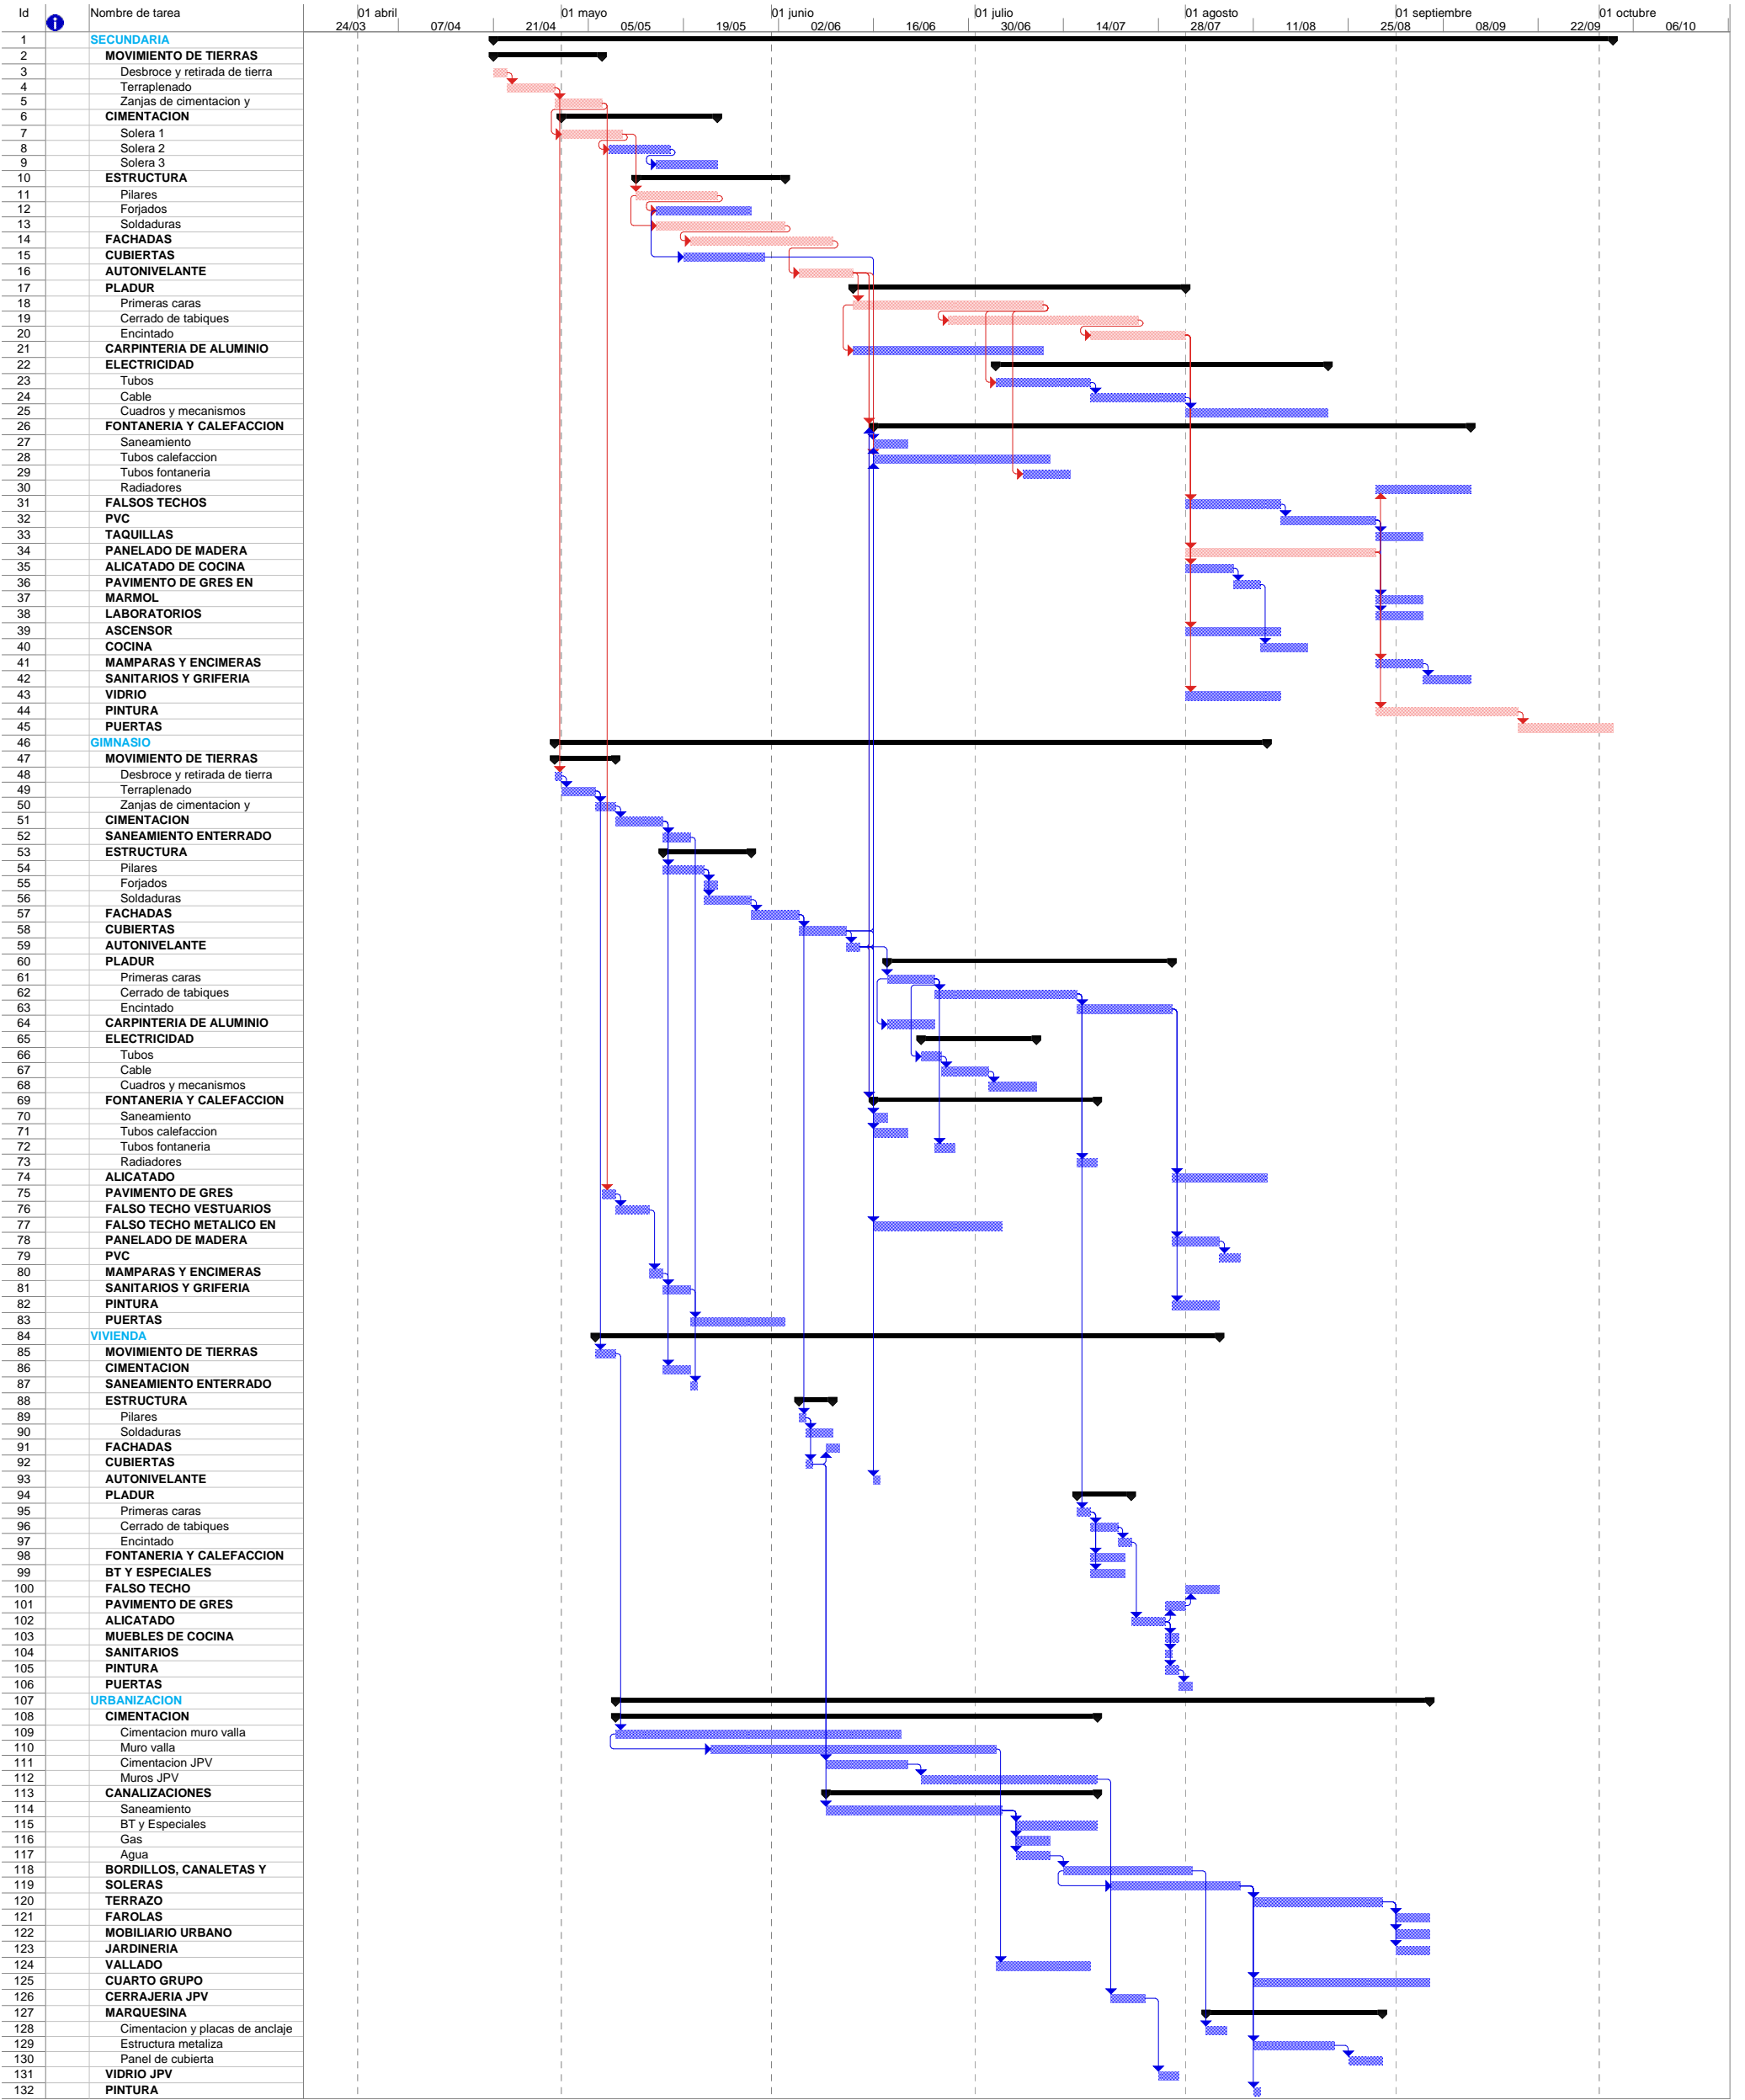 Id Nombre de tarea 01 abril 01 mayo 01 junio 01 julio 01 agosto 01 septiembre 01 octubre
24/03 07/04 21/04 05/05 19/05 02/06 16/06 30/06 14/07 28/07 11/08 25/08 08/09 22/09 06/10
1 SECUNDARIA
2 MOVIMIENTO DE TIERRAS
3 Desbroce y retirada de tierra
4 Terraplenado
5 Zanjas de cimentacion y
6 CIMENTACION
7 Solera 1
8 Solera 2
9 Solera 3
10 ESTRUCTURA
11 Pilares
12 Forjados
13 Soldaduras
14 FACHADAS
15 CUBIERTAS
16 AUTONIVELANTE
17 PLADUR
18 Primeras caras
19 Cerrado de tabiques
20 Encintado
21 CARPINTERIA DE ALUMINIO
22 ELECTRICIDAD
23 Tubos
24 Cable
25 Cuadros y mecanismos
26 FONTANERIA Y CALEFACCION
27 Saneamiento
28 Tubos calefaccion
29 Tubos fontaneria
30 Radiadores
31 FALSOS TECHOS
32 PVC
33 TAQUILLAS
34 PANELADO DE MADERA
35 ALICATADO DE COCINA
36 PAVIMENTO DE GRES EN
37 MARMOL
38 LABORATORIOS
39 ASCENSOR
40 COCINA
41 MAMPARAS Y ENCIMERAS
42 SANITARIOS Y GRIFERIA
43 VIDRIO
44 PINTURA
45 PUERTAS
46 GIMNASIO
47 MOVIMIENTO DE TIERRAS
48 Desbroce y retirada de tierra
49 Terraplenado
50 Zanjas de cimentacion y
51 CIMENTACION
52 SANEAMIENTO ENTERRADO
53 ESTRUCTURA
54 Pilares
55 Forjados
56 Soldaduras
57 FACHADAS
58 CUBIERTAS
59 AUTONIVELANTE
60 PLADUR
61 Primeras caras
62 Cerrado de tabiques
63 Encintado
64 CARPINTERIA DE ALUMINIO
65 ELECTRICIDAD
66 Tubos
67 Cable
68 Cuadros y mecanismos
69 FONTANERIA Y CALEFACCION
70 Saneamiento
71 Tubos calefaccion
72 Tubos fontaneria
73 Radiadores
74 ALICATADO
75 PAVIMENTO DE GRES
76 FALSO TECHO VESTUARIOS
77 FALSO TECHO METALICO EN
78 PANELADO DE MADERA
79 PVC
80 MAMPARAS Y ENCIMERAS
81 SANITARIOS Y GRIFERIA
82 PINTURA
83 PUERTAS
84 VIVIENDA
85 MOVIMIENTO DE TIERRAS
86 CIMENTACION
87 SANEAMIENTO ENTERRADO
88 ESTRUCTURA
89 Pilares
90 Soldaduras
91 FACHADAS
92 CUBIERTAS
93 AUTONIVELANTE
94 PLADUR
95 Primeras caras
96 Cerrado de tabiques
97 Encintado
98 FONTANERIA Y CALEFACCION
99 BT Y ESPECIALES
100 FALSO TECHO
101 PAVIMENTO DE GRES
102 ALICATADO
103 MUEBLES DE COCINA
104 SANITARIOS
105 PINTURA
106 PUERTAS
107 URBANIZACION
108 CIMENTACION
109 Cimentacion muro valla
110 Muro valla
111 Cimentacion JPV
112 Muros JPV
113 CANALIZACIONES
114 Saneamiento
115 BT y Especiales
116 Gas
117 Agua
118 BORDILLOS, CANALETAS Y
119 SOLERAS
120 TERRAZO
121 FAROLAS
122 MOBILIARIO URBANO
123 JARDINERIA
124 VALLADO
125 CUARTO GRUPO
126 CERRAJERIA JPV
127 MARQUESINA
128 Cimentacion y placas de anclaje
129 Estructura metaliza
130 Panel de cubierta
131 VIDRIO JPV
132 PINTURA